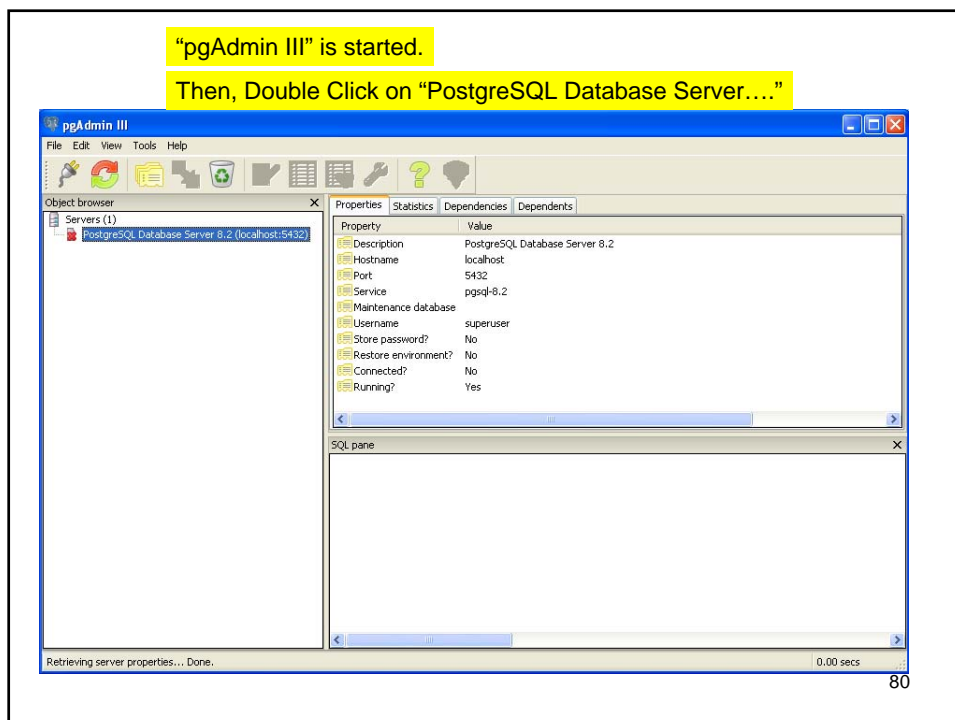 “pgAdmin III” is started.
Then, Double Click on “PostgreSQL Database Server….”
pgAdmin III
File Edit View Tools Help
Object browser
Servers (1)
PostgreSQL Database Server 8.2 (localhost:5432)
Properties Statistics Dependencies Dependents
Property Value
Description PostgreSQL Database Server 8.2
Hostname localhost
Port 5432
Service pgsql-8.2
Maintenance database
Username superuser
Store password? No
Restore environment? No
Connected? No
Running? Yes
SQL pane
Retrieving server properties... Done. 0.00 secs
80